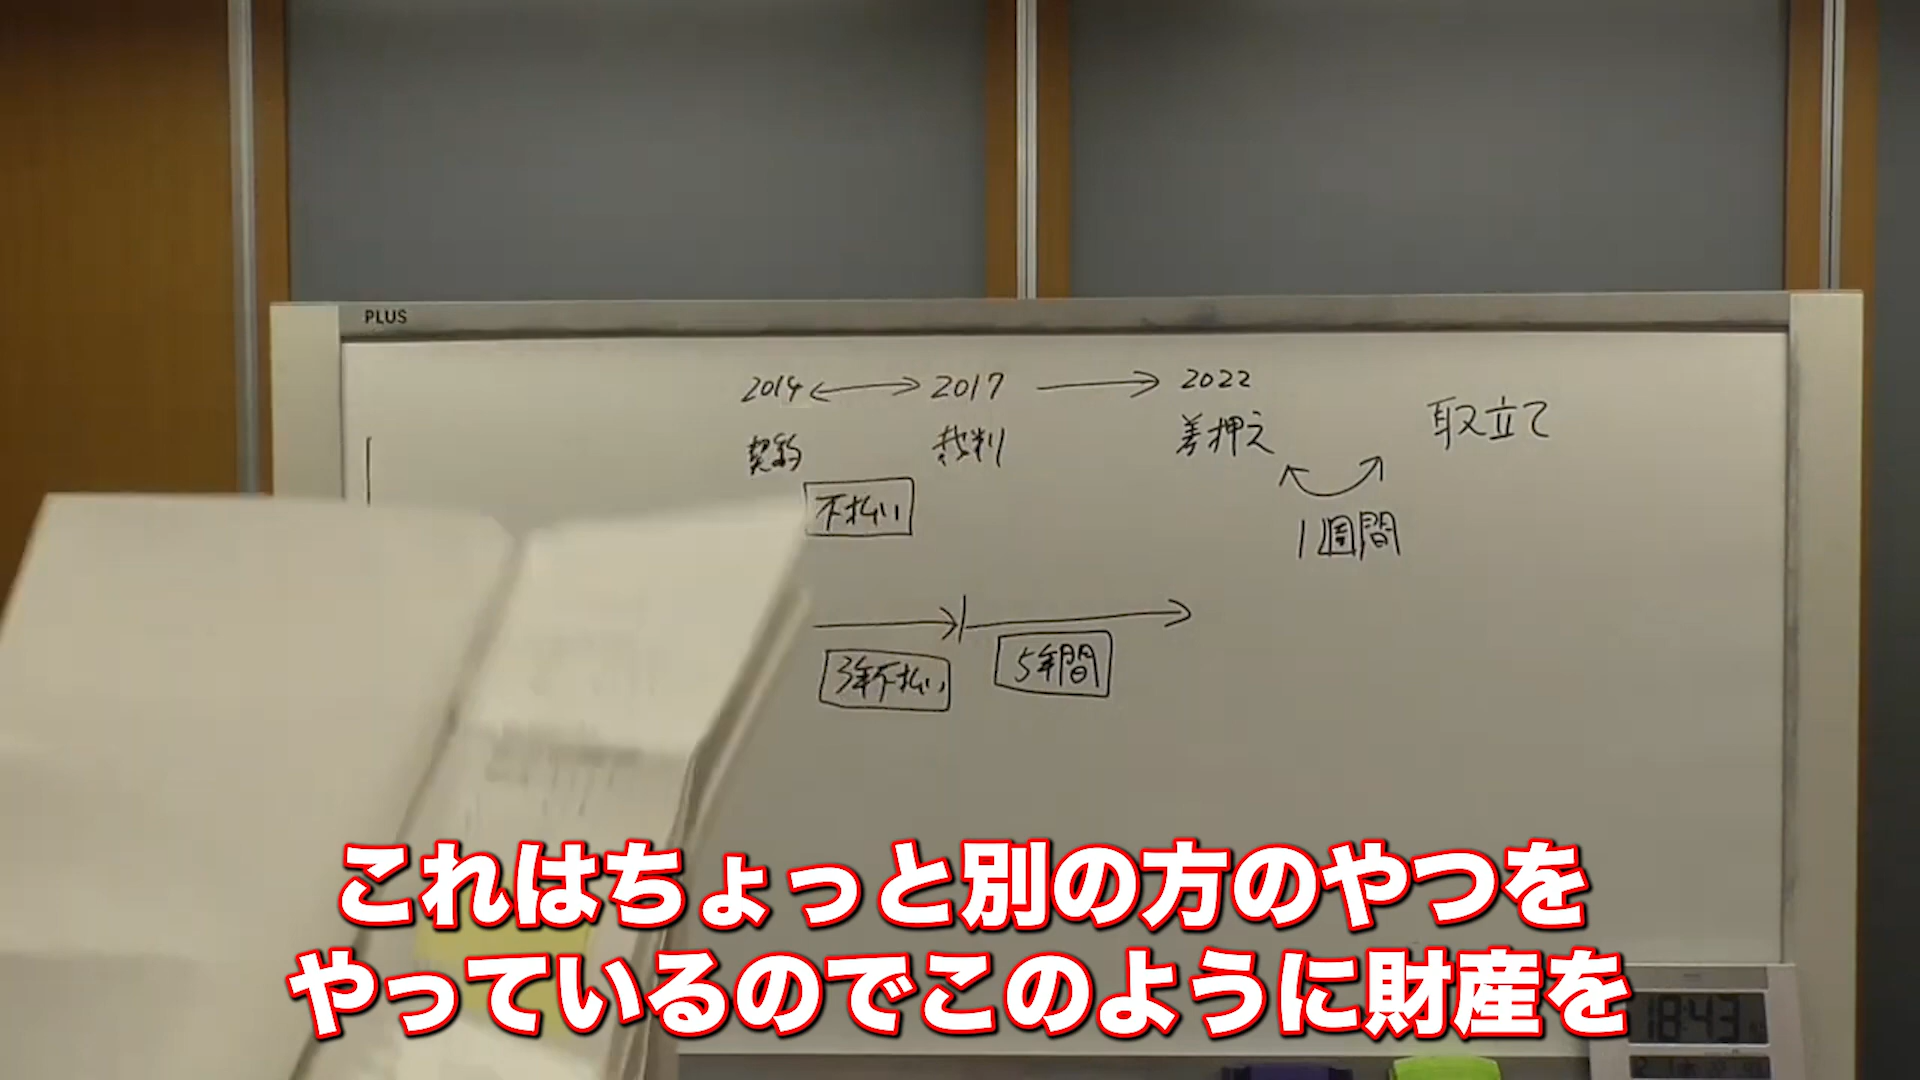 PLUS
2014 ⟷ 2017 → 2022
契約 裁判 差押え 取立て
不払い
1週間
3年不払い 5年間
これはちょっと別の方のやつを
やっているのでこのように財産を
18:43